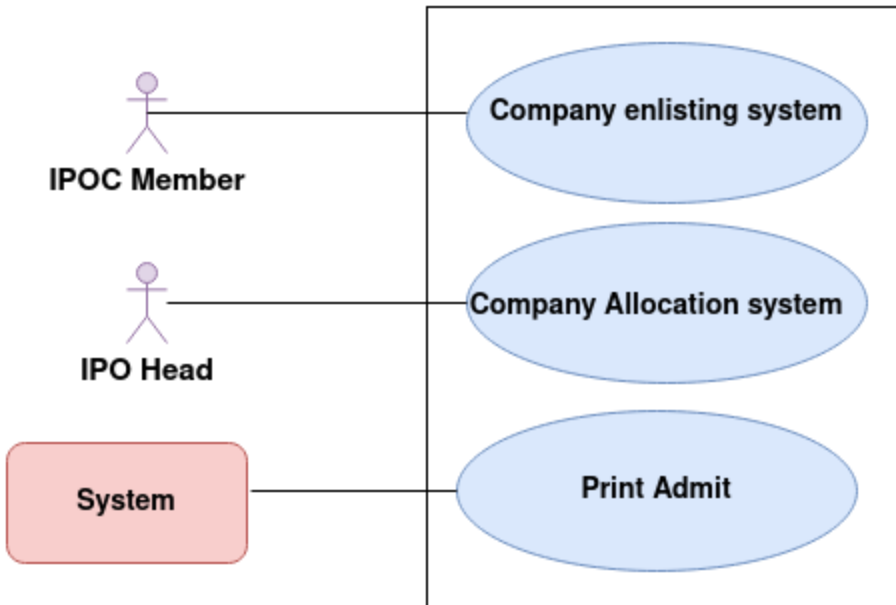 Company enlisting system
IPOC Member
Company Allocation system
IPO Head
System
Print Admit